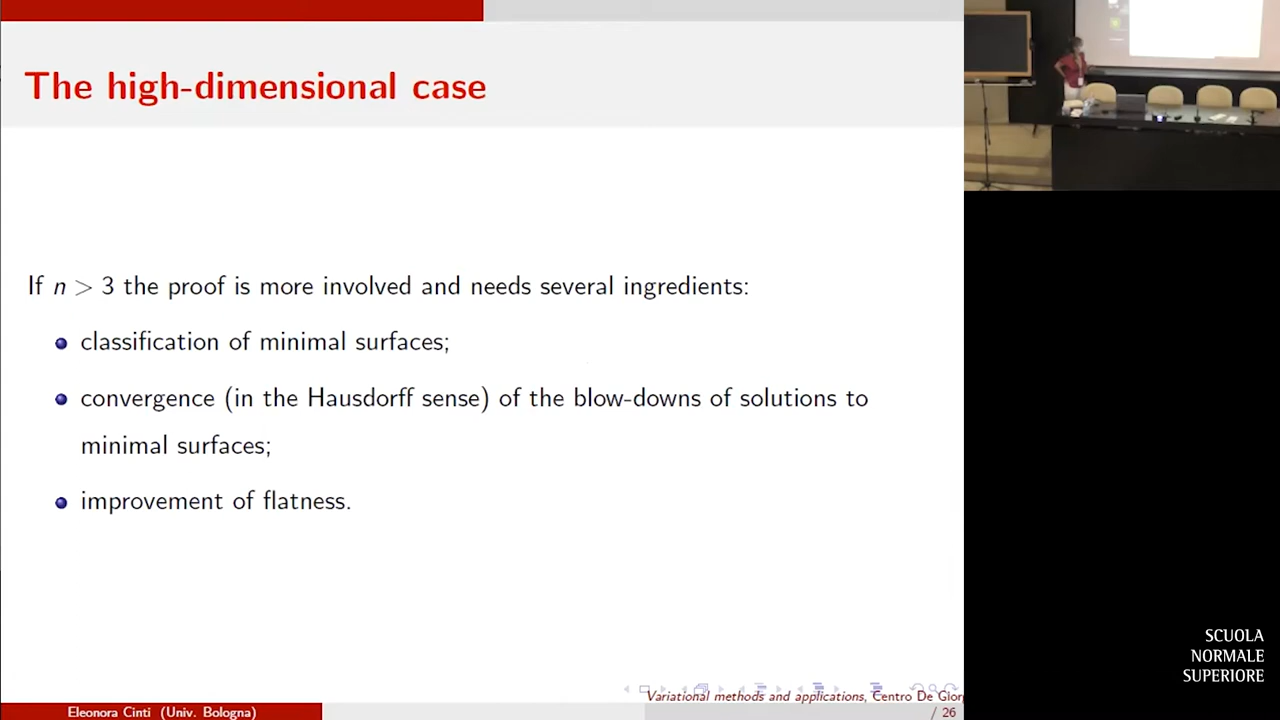 The high-dimensional case
If n > 3 the proof is more involved and needs several ingredients:
classification of minimal surfaces;
convergence (in the Hausdorff sense) of the blow-downs of solutions to
minimal surfaces;
improvement of flatness.
Variational methods and applications, Centro De Gior
Eleonora Cinti (Univ. Bologna)
/ 26
SCUOLA
NORMALE
SUPERIORE